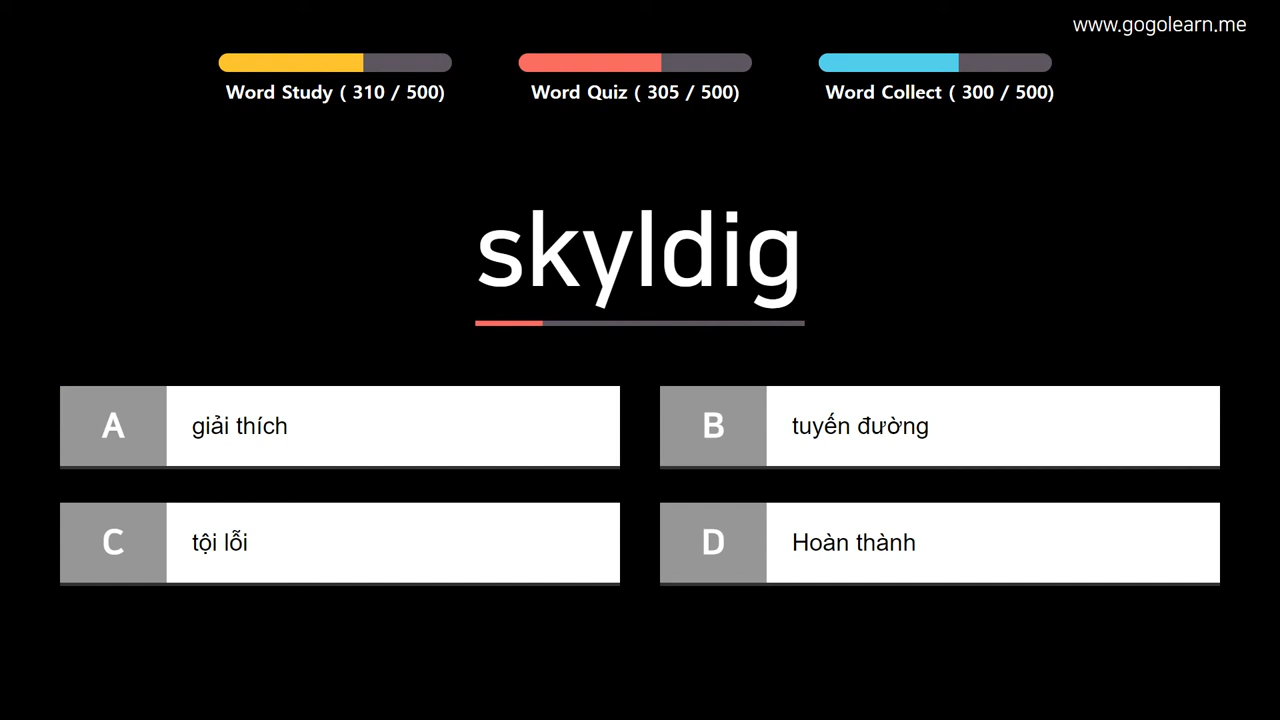 www.gogolearn.me
Word Study ( 310 / 500)
Word Quiz ( 305 / 500)
Word Collect ( 300 / 500)
skyldig
A giải thích
B tuyến đường
C tội lỗi
D Hoàn thành